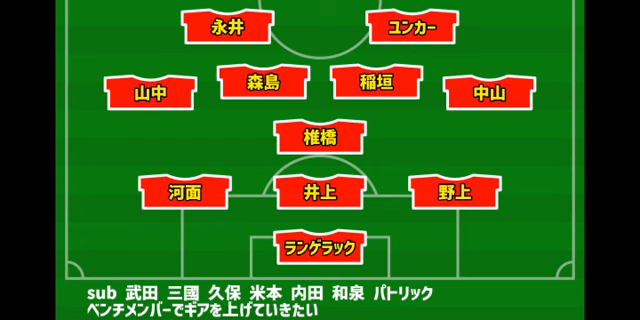 永井 ユンカー
山中 森島 稲垣 中山
椎橋
河面 井上 野上
ランゲラック
sub 武田 三國 久保 米本 内田 和泉 パトリック
ベンチメンバーでギアを上げていきたい